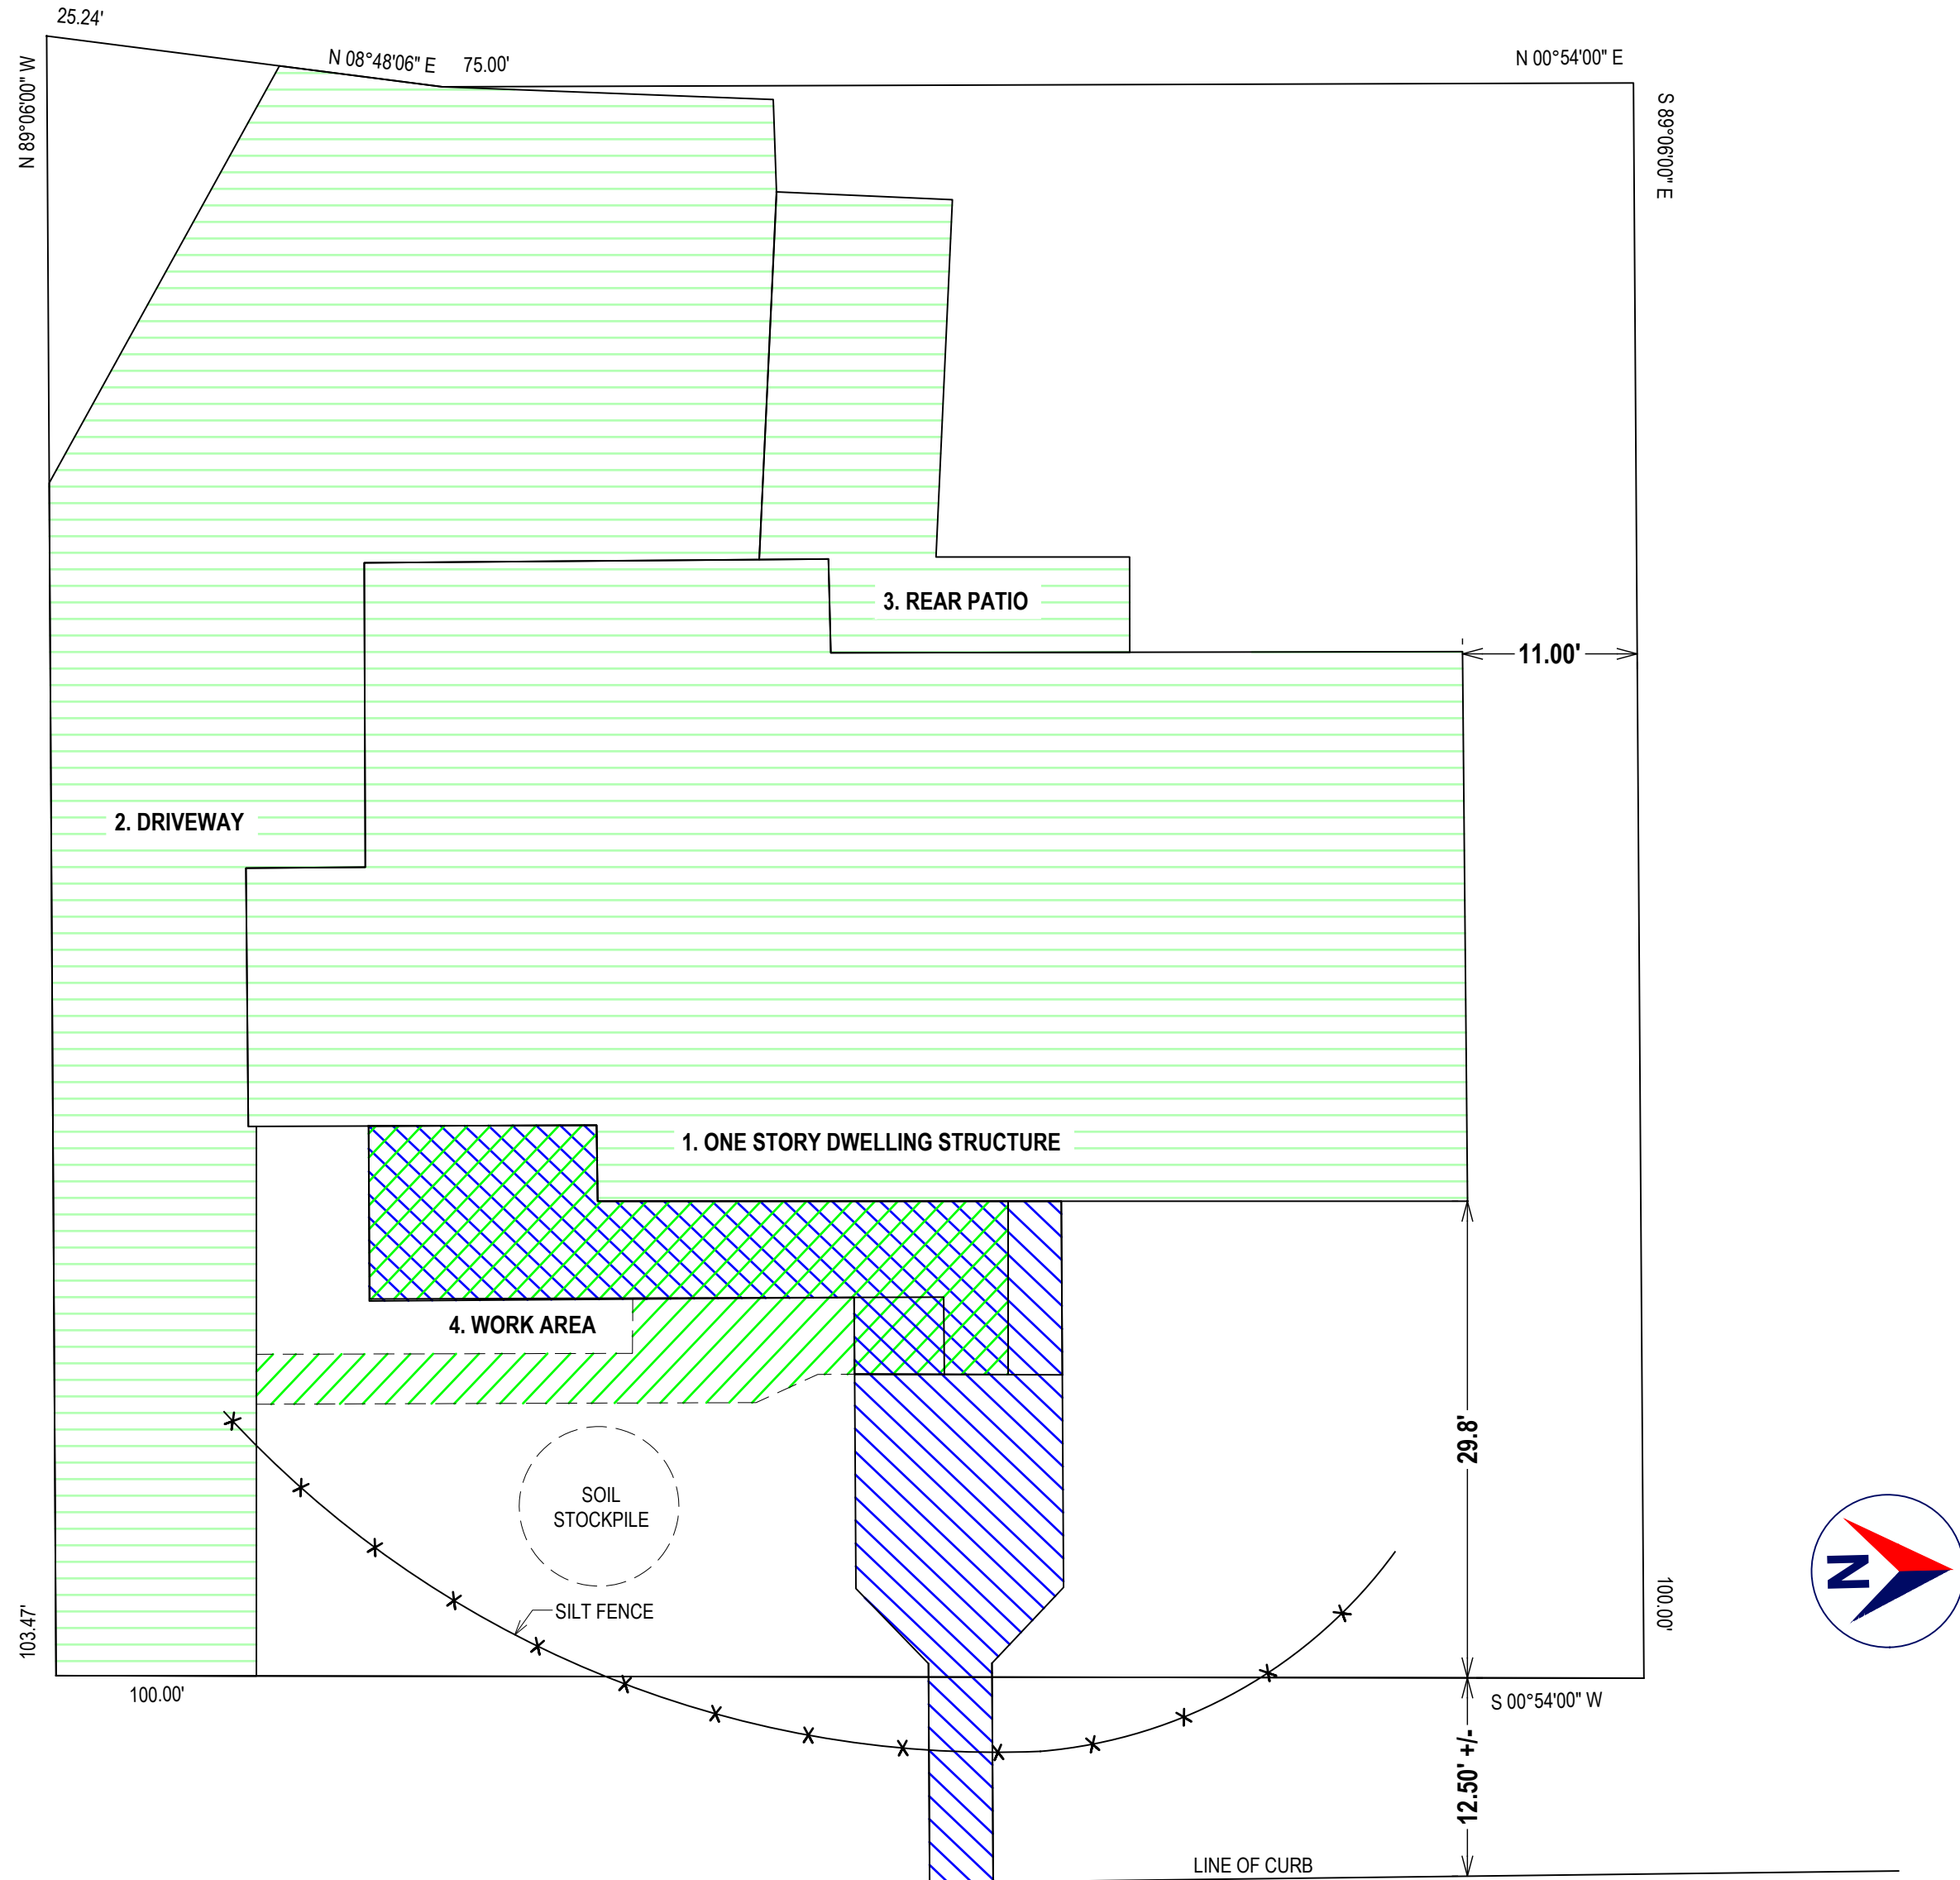 25.24'
N 08°48'06" E 75.00'
N 00°54'00" E
N 89°06'00" W
S 89°06'00" E
3. REAR PATIO
11.00'
2. DRIVEWAY
1. ONE STORY DWELLING STRUCTURE
4. WORK AREA
29.8'
SOIL
STOCKPILE
SILT FENCE
N
103.47'
100.00'
100.00'
S 00°54'00" W
12.50' +/-
LINE OF CURB